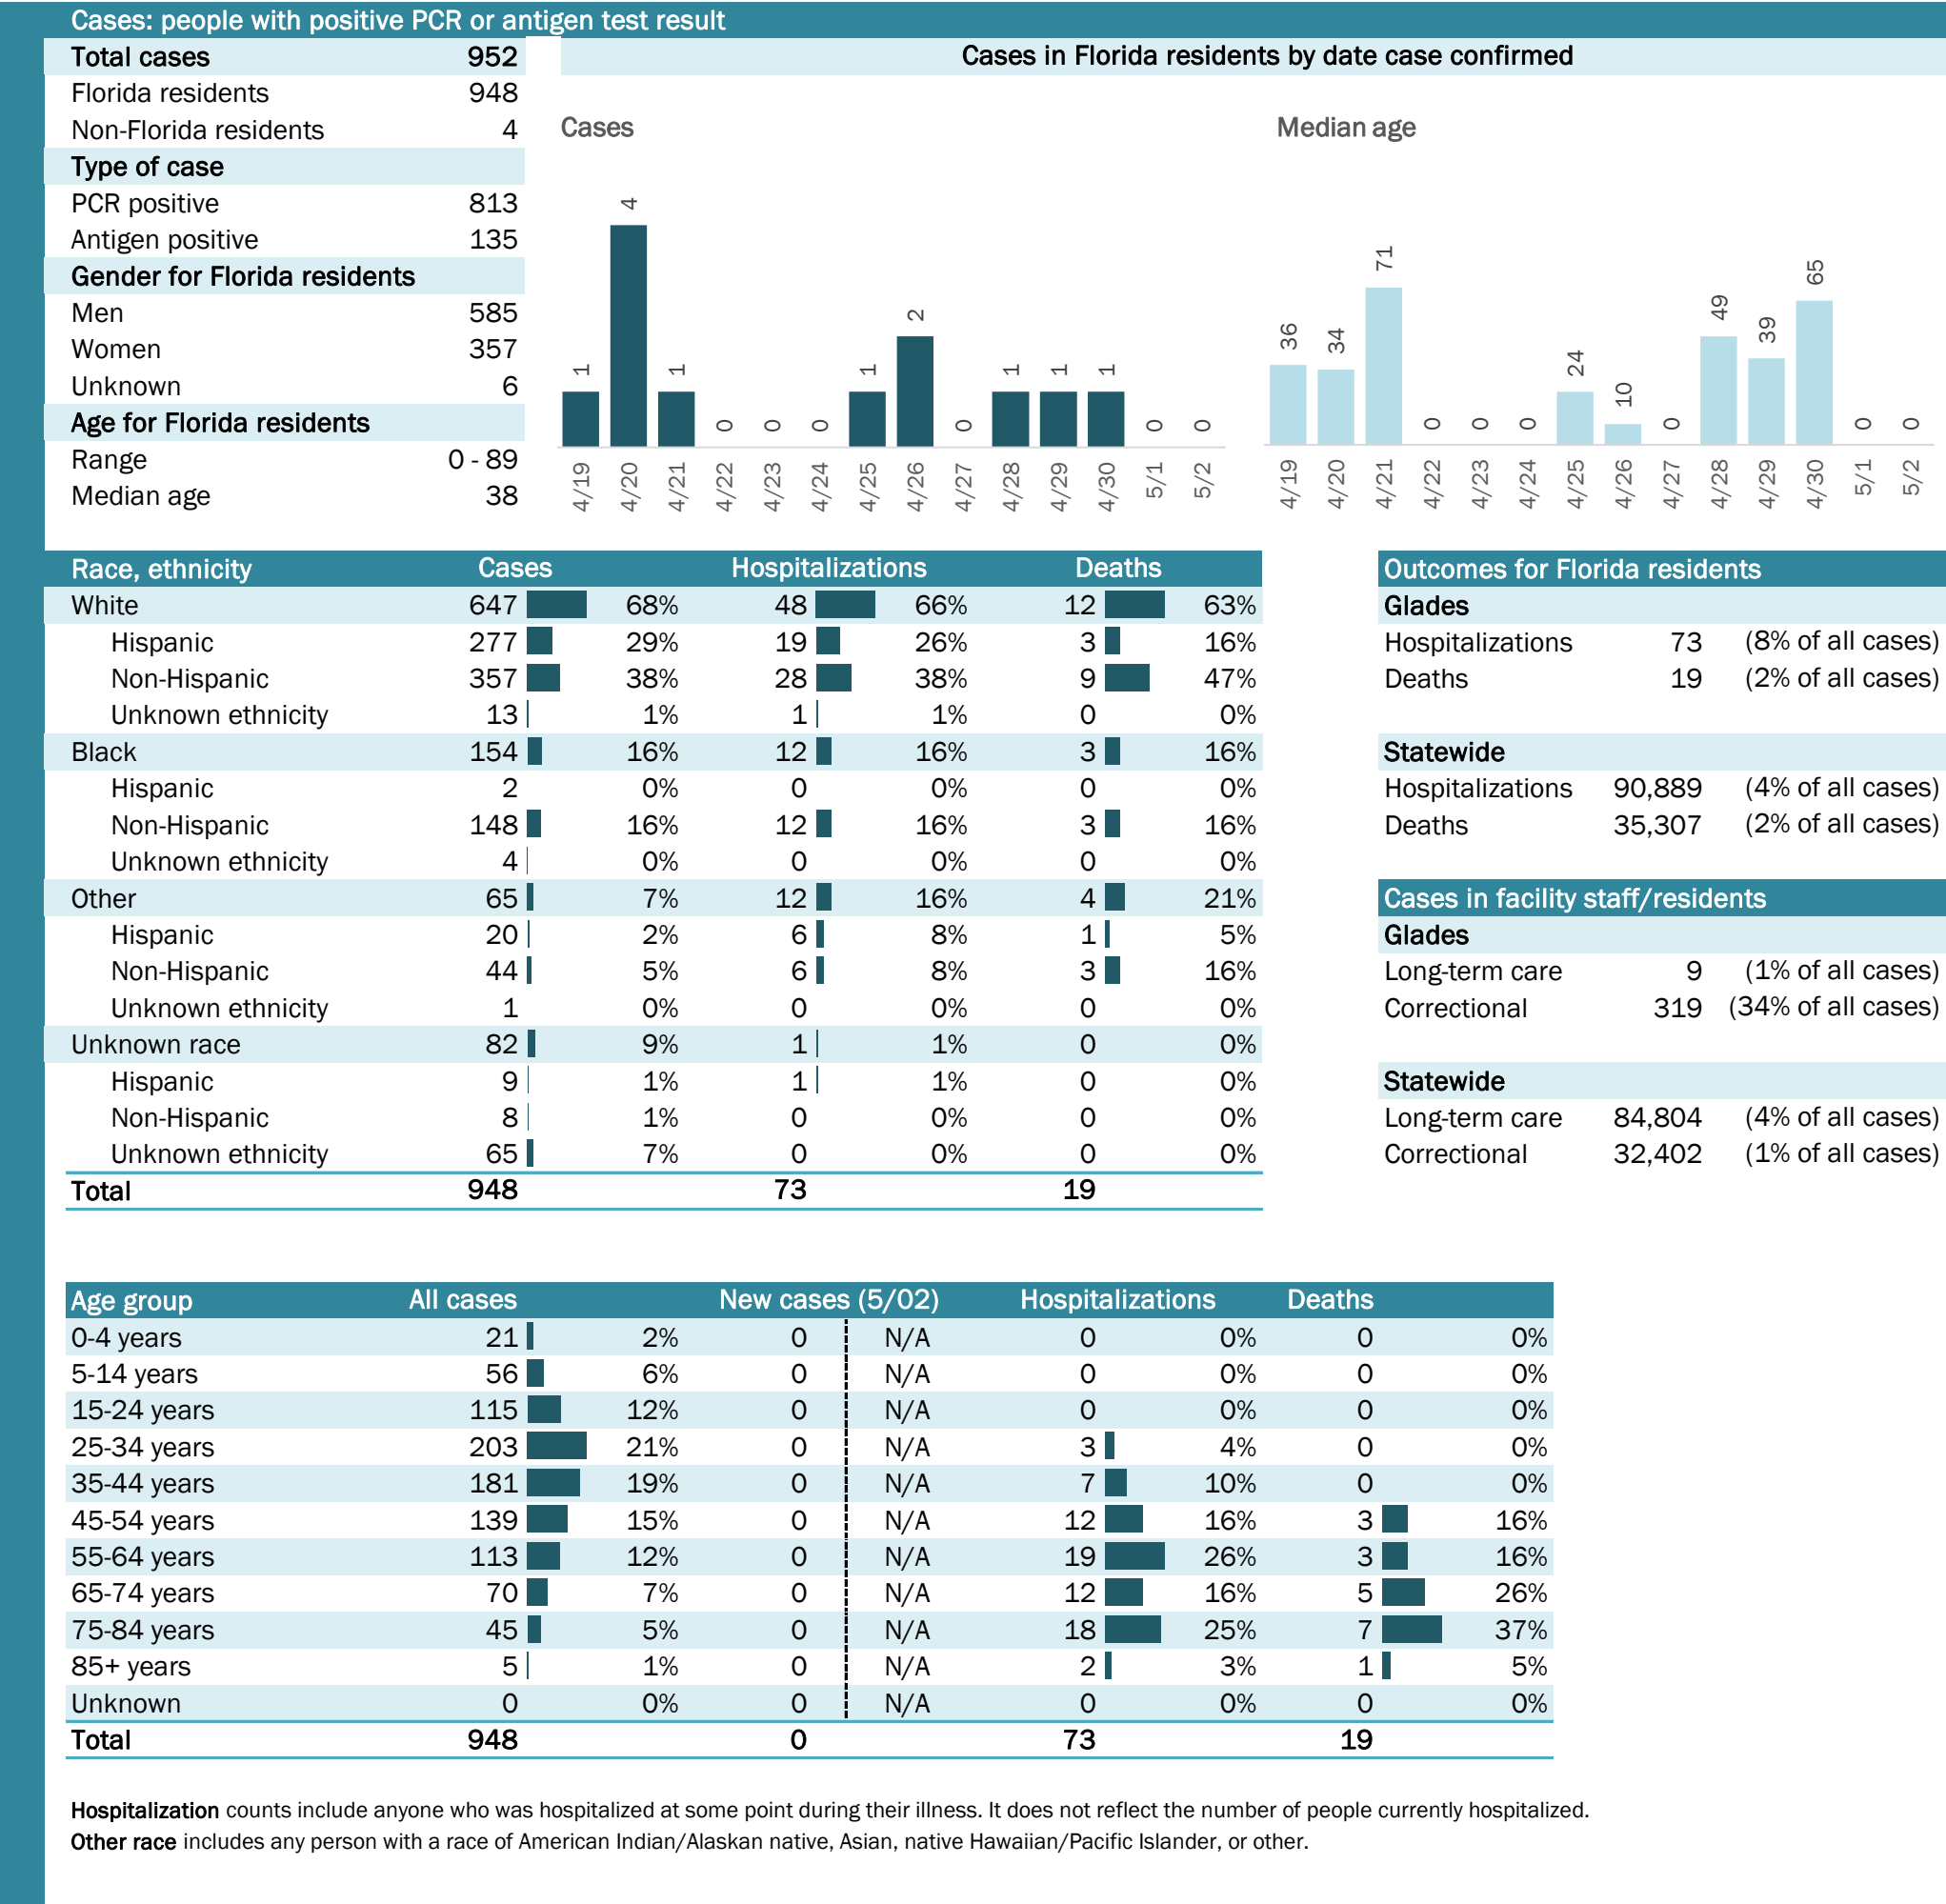 Cases: people with positive PCR or antigen test result
Total cases 952
Florida residents 948
Non-Florida residents 4
Type of case
PCR positive 813
Antigen positive 135
Gender for Florida residents
Men 585
Women 357
Unknown 6
Age for Florida residents
Range 0 - 89
Median age 38
Cases in Florida residents by date case confirmed
Cases
1 4 1 0 0 0 1 2 0 1 1 1 0 0
4/19 4/20 4/21 4/22 4/23 4/24 4/25 4/26 4/27 4/28 4/29 4/30 5/1 5/2
Median age
36 34 71 0 0 0 24 10 0 49 39 65 0 0
4/19 4/20 4/21 4/22 4/23 4/24 4/25 4/26 4/27 4/28 4/29 4/30 5/1 5/2
Race, ethnicity Cases Hospitalizations Deaths
White 647 68% 48 66% 12 63%
Hispanic 277 29% 19 26% 3 16%
Non-Hispanic 357 38% 28 38% 9 47%
Unknown ethnicity 13 1% 1 1% 0 0%
Black 154 16% 12 16% 3 16%
Hispanic 2 0% 0 0% 0 0%
Non-Hispanic 148 16% 12 16% 3 16%
Unknown ethnicity 4 0% 0 0% 0 0%
Other 65 7% 12 16% 4 21%
Hispanic 20 2% 6 8% 1 5%
Non-Hispanic 44 5% 6 8% 3 16%
Unknown ethnicity 1 0% 0 0% 0 0%
Unknown race 82 9% 1 1% 0 0%
Hispanic 9 1% 1 1% 0 0%
Non-Hispanic 8 1% 0 0% 0 0%
Unknown ethnicity 65 7% 0 0% 0 0%
Total 948 73 19
Outcomes for Florida residents
Glades
Hospitalizations 73 (8% of all cases)
Deaths 19 (2% of all cases)
Statewide
Hospitalizations 90,889 (4% of all cases)
Deaths 35,307 (2% of all cases)
Cases in facility staff/residents
Glades
Long-term care 9 (1% of all cases)
Correctional 319 (34% of all cases)
Statewide
Long-term care 84,804 (4% of all cases)
Correctional 32,402 (1% of all cases)
Age group All cases New cases (5/02) Hospitalizations Deaths
0-4 years 21 2% 0 N/A 0 0% 0 0%
5-14 years 56 6% 0 N/A 0 0% 0 0%
15-24 years 115 12% 0 N/A 0 0% 0 0%
25-34 years 203 21% 0 N/A 3 4% 0 0%
35-44 years 181 19% 0 N/A 7 10% 0 0%
45-54 years 139 15% 0 N/A 12 16% 3 16%
55-64 years 113 12% 0 N/A 19 26% 3 16%
65-74 years 70 7% 0 N/A 12 16% 5 26%
75-84 years 45 5% 0 N/A 18 25% 7 37%
85+ years 5 1% 0 N/A 2 3% 1 5%
Unknown 0 0% 0 N/A 0 0% 0 0%
Total 948 0 73 19
Hospitalization counts include anyone who was hospitalized at some point during their illness. It does not reflect the number of people currently hospitalized.
Other race includes any person with a race of American Indian/Alaskan native, Asian, native Hawaiian/Pacific Islander, or other.